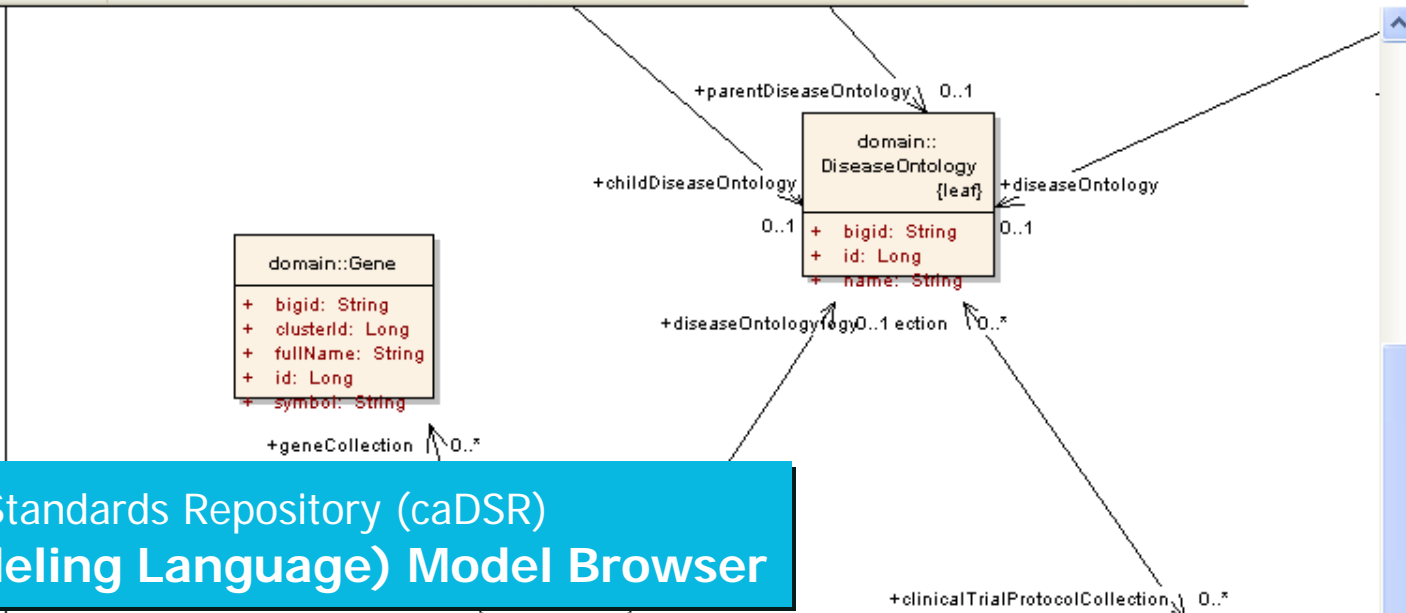 +parentDiseaseOntology 0..1
domain::
DiseaseOntology
{leaf}
+childDiseaseOntology
+diseaseOntology
0..1
0..1
+ bigid: String
+ id: Long
+ name: String
domain::Gene
+ bigid: String
+ clusterId: Long
+ fullName: String
+ id: Long
+ symbol: String
+diseaseOntology 0..1 ection 0..*
+geneCollection 0..*
Standards Repository (caDSR)
deling Language) Model Browser
+clinicalTrialProtocolCollection 0..*